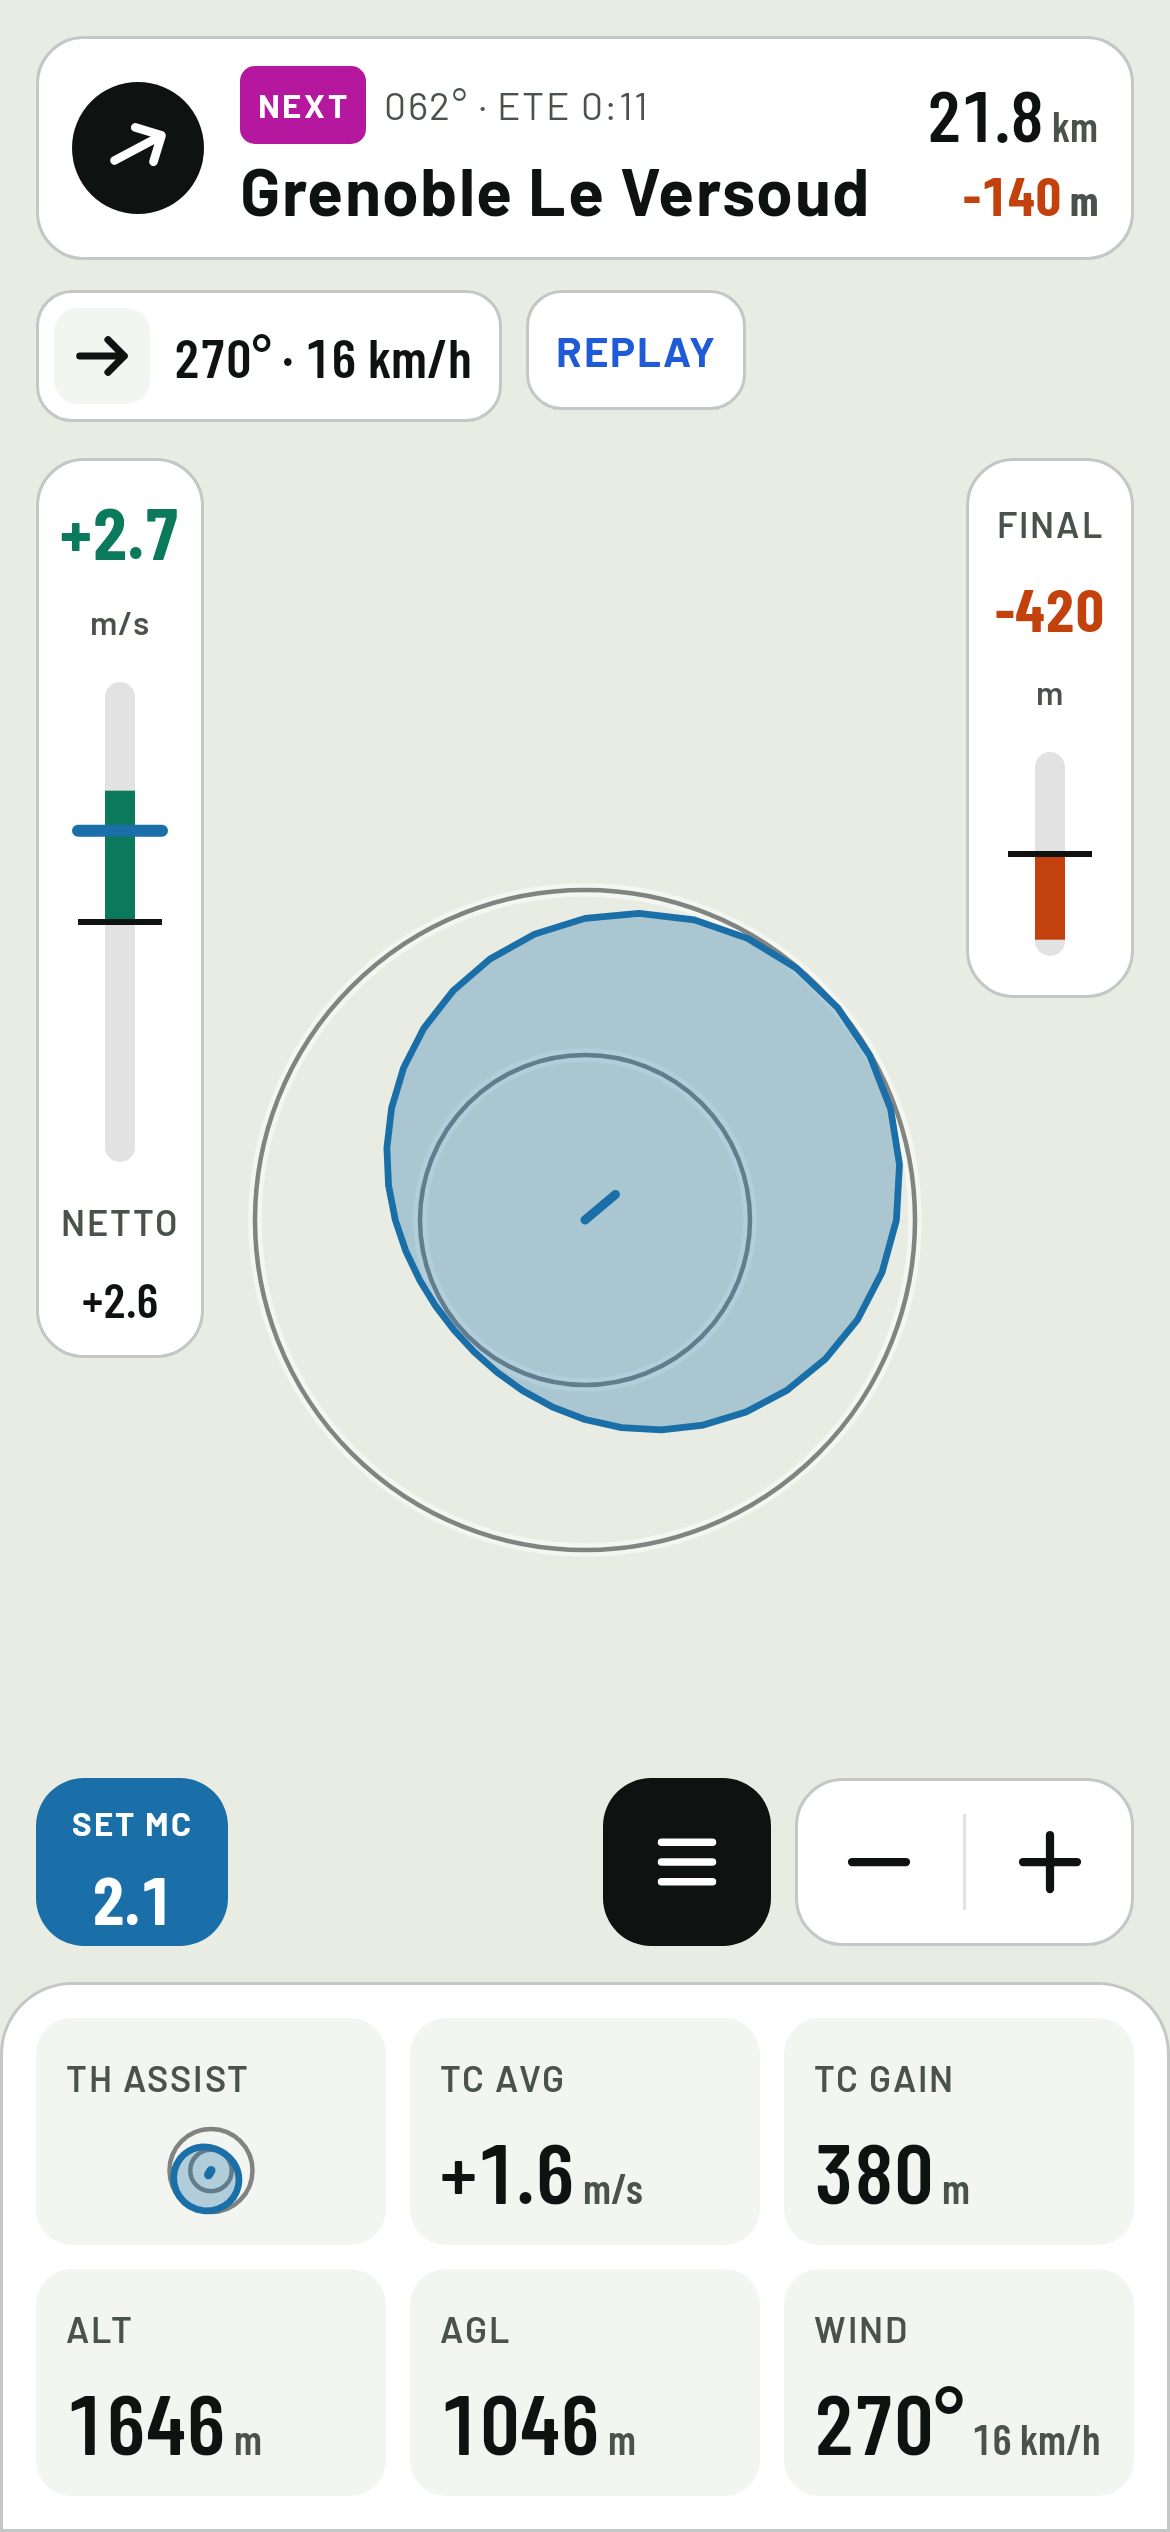 NEXT 062° · ETE 0:11
Grenoble Le Versoud
21.8 km
-140 m
270° · 16 km/h
REPLAY
+2.7
m/s
NETTO
+2.6
FINAL
-420
m
SET MC
2.1
TH ASSIST
TC AVG
+1.6 m/s
TC GAIN
380 m
ALT
1646 m
AGL
1046 m
WIND
270° 16 km/h